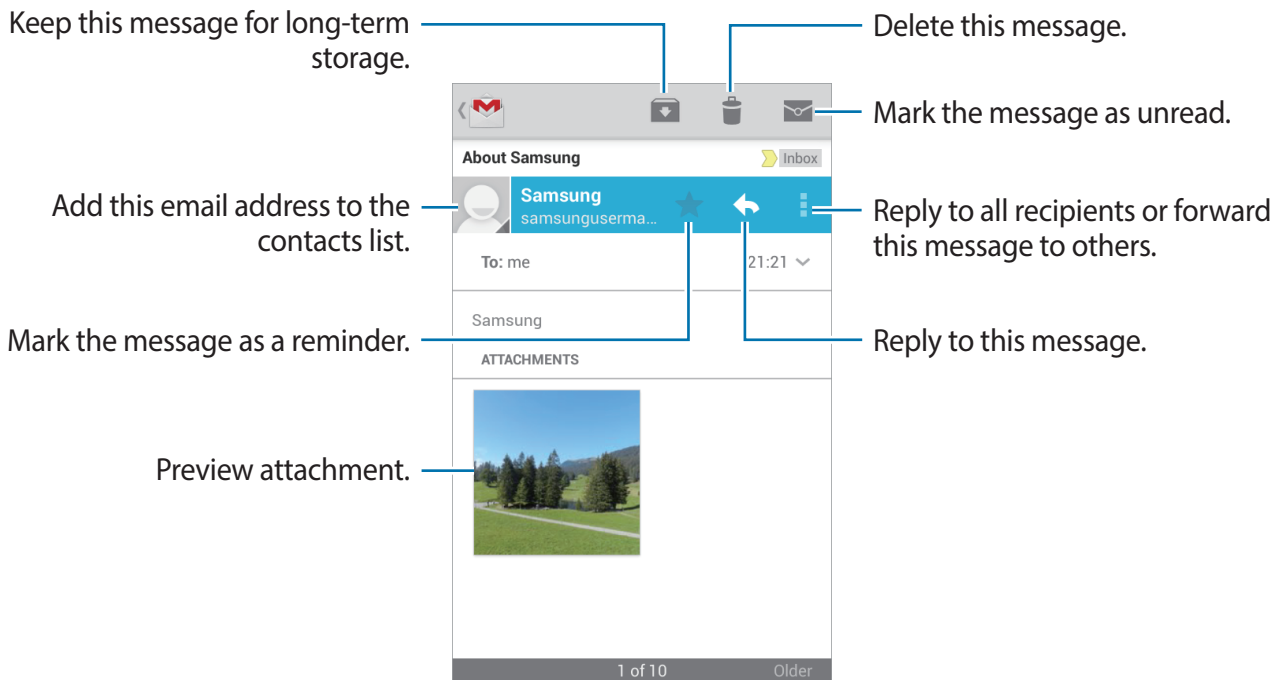 Keep this message for long-term
storage.
Delete this message.
Mark the message as unread.
About Samsung
Inbox
Add this email address to the
contacts list.
Samsung
samsunguserma...
Reply to all recipients or forward
this message to others.
To: me
21:21
Samsung
Mark the message as a reminder.
Reply to this message.
ATTACHMENTS
Preview attachment.
1 of 10
Older